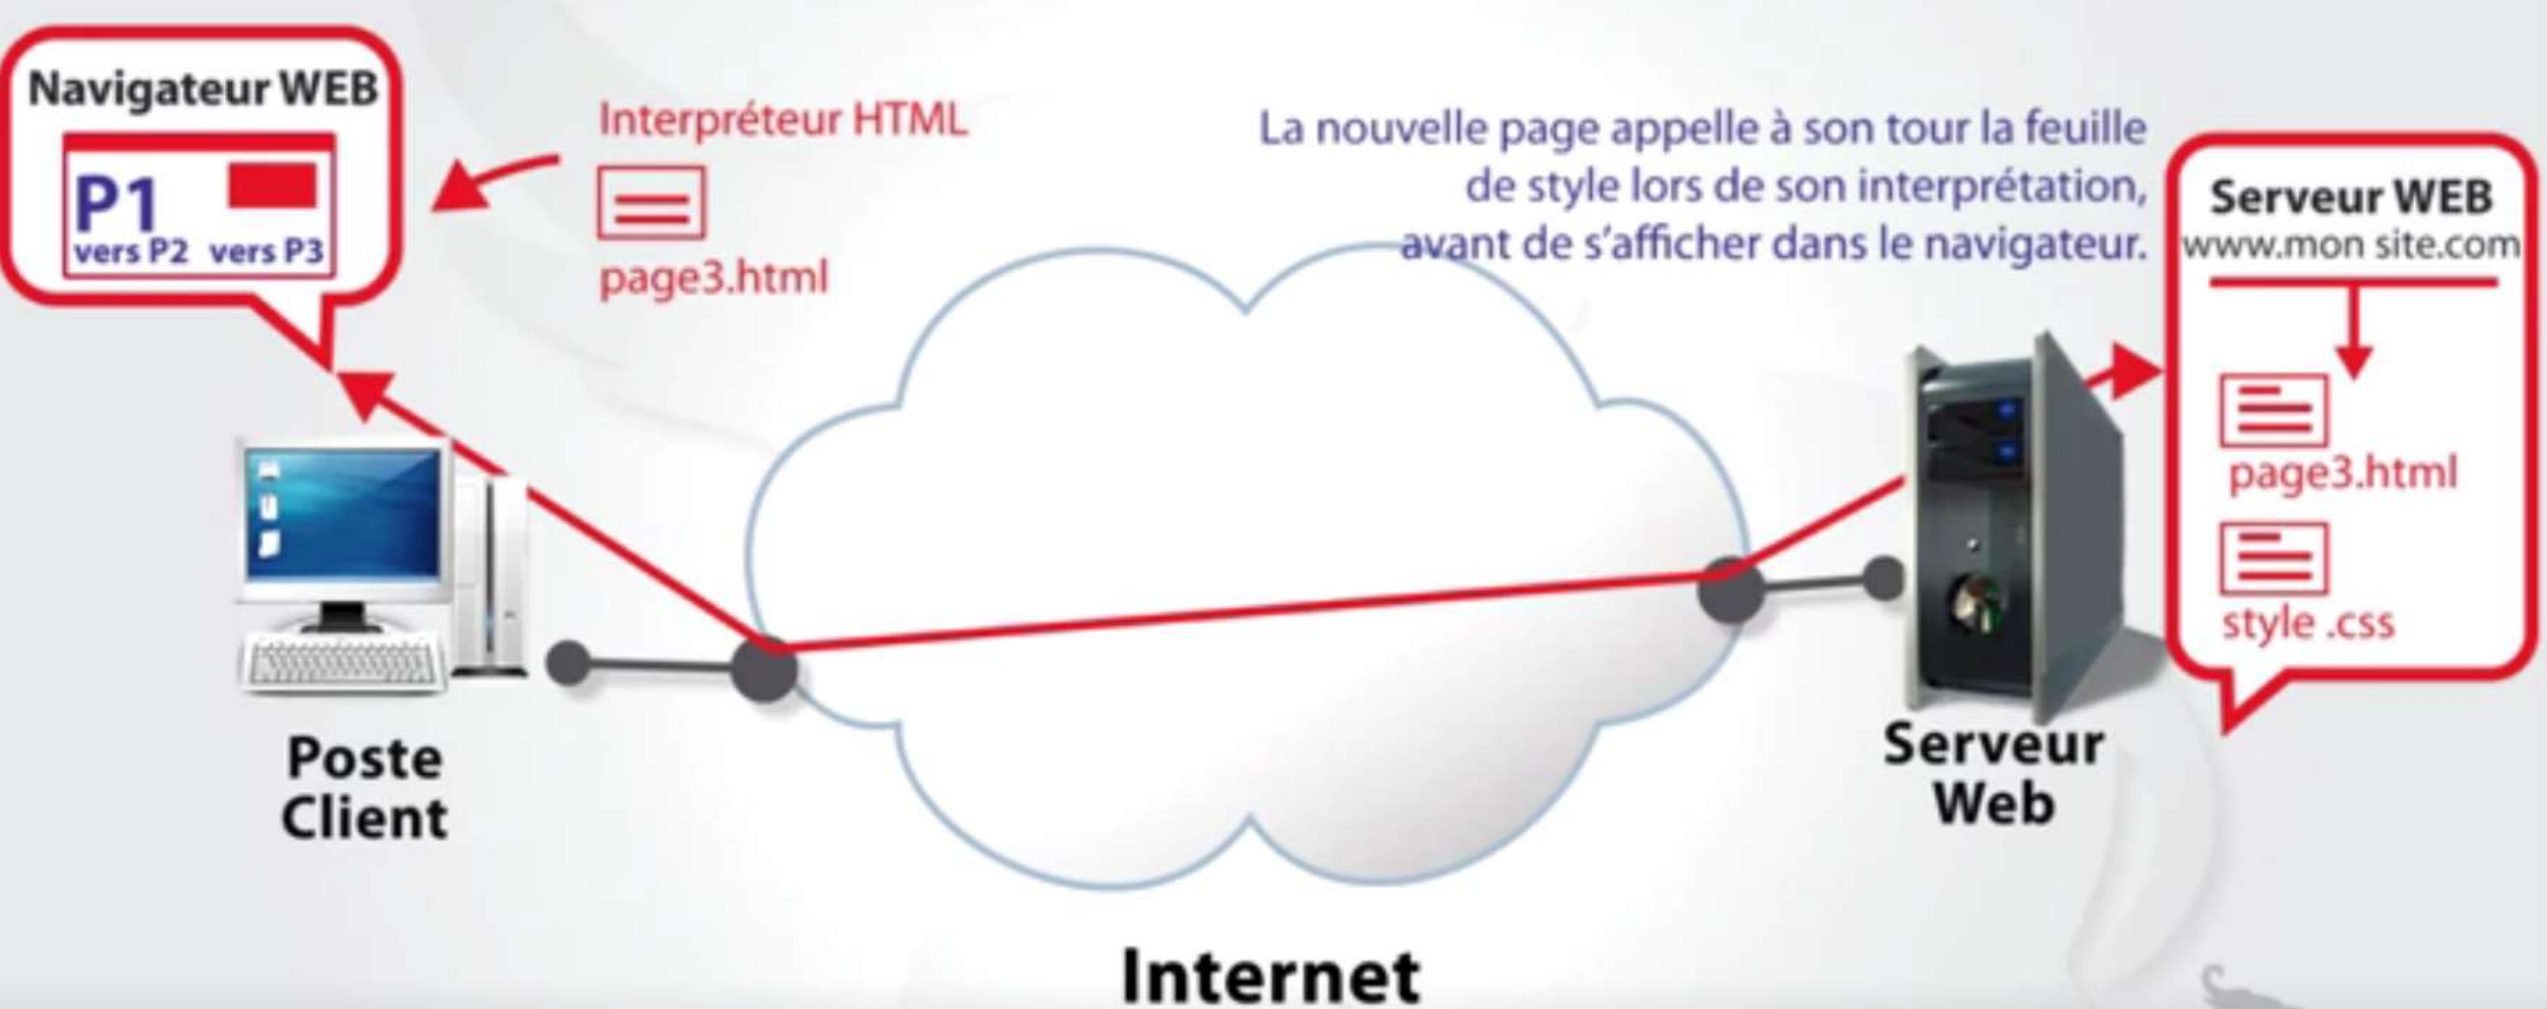 Navigateur WEB
P1
vers P2 vers P3
Interpréteur HTML
page3.html
La nouvelle page appelle à son tour la feuille
de style lors de son interprétation,
avant de s'afficher dans le navigateur.
Serveur WEB
www.mon site.com
page3.html
style .css
Poste
Client
Serveur
Web
Internet